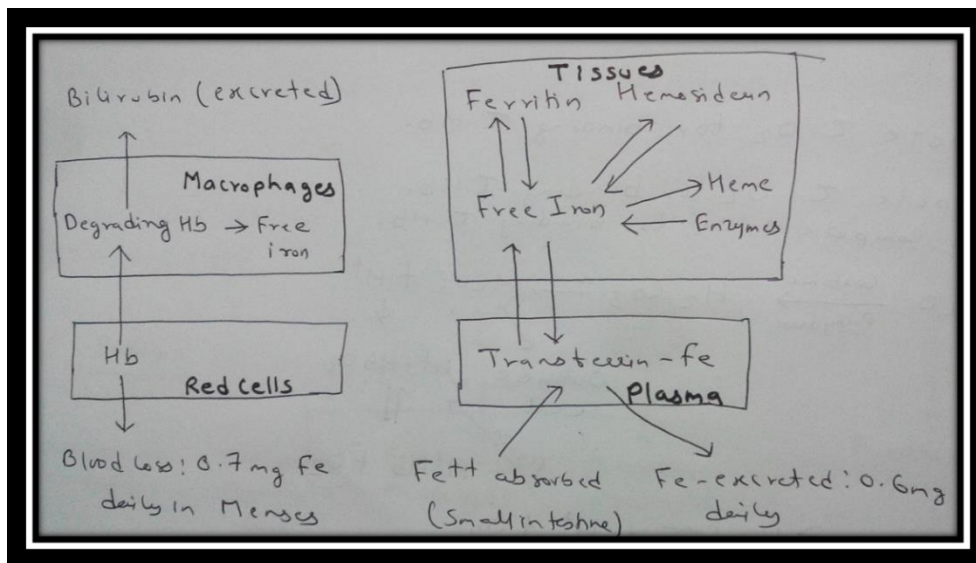 Bilirubin (excreted)
Macrophages
Degrading Hb → Free
iron
Hb
Red cells
Blood loss: 0.7 mg Fe
daily in Menses
Tissues
Ferritin Hemosiderin
Free Iron
Heme
Enzymes
Transferrin-Fe
Plasma
Fe++ absorbed
(Small intestine)
Fe-excreted: 0.6mg
daily